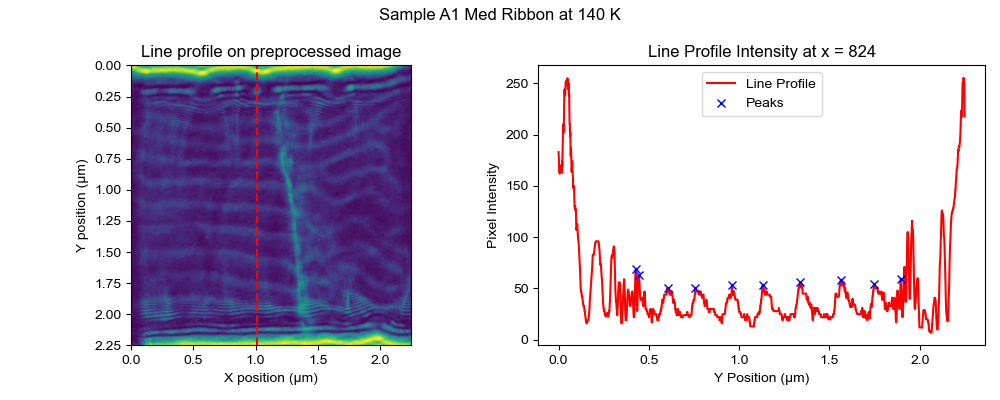 Sample A1 Med Ribbon at 140 K
Line profile on preprocessed image
0.00
0.25
0.50
0.75
1.00
1.25
1.50
1.75
2.00
2.25
Y position (µm)
0.0 0.5 1.0 1.5 2.0
X position (µm)
Line Profile Intensity at x = 824
Line Profile
Peaks
250
200
150
100
50
0
Pixel Intensity
0.0 0.5 1.0 1.5 2.0
Y Position (µm)